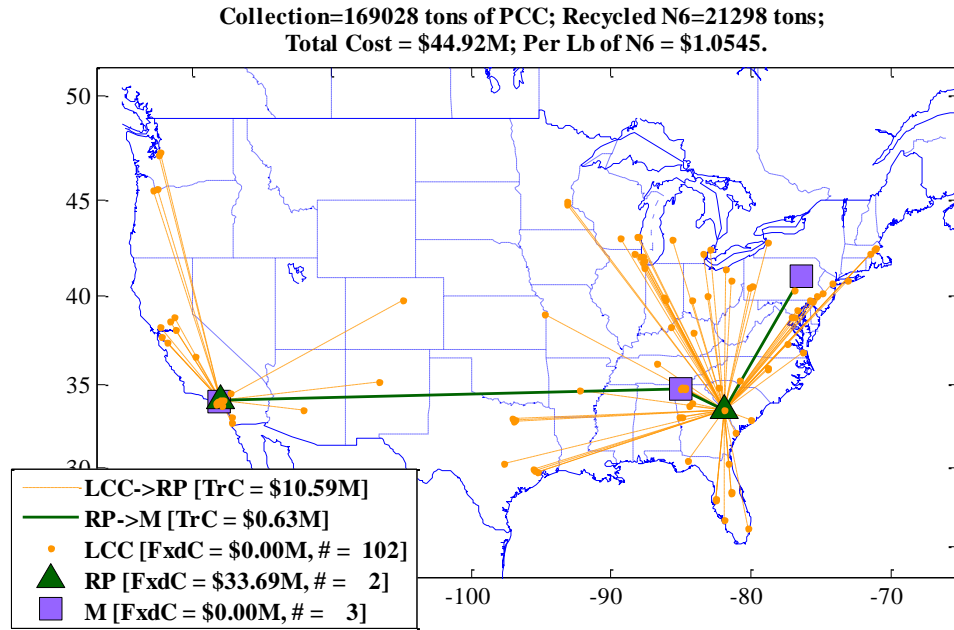 Collection=169028 tons of PCC; Recycled N6=21298 tons;
Total Cost = $44.92M; Per Lb of N6 = $1.0545.
50
45
40
35
30
LCC->RP [TrC = $10.59M]
RP->M [TrC = $0.63M]
LCC [FxdC = $0.00M, # = 102]
RP [FxdC = $33.69M, # = 2]
M [FxdC = $0.00M, # = 3]
-100 -90 -80 -70